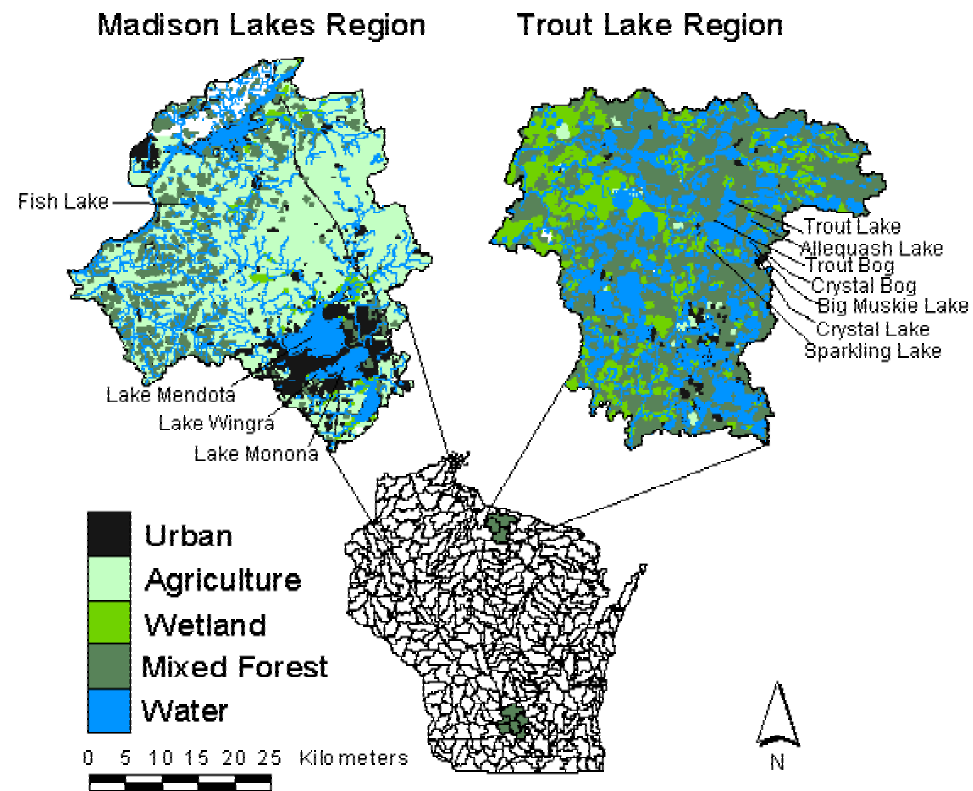 Madison Lakes Region
Trout Lake Region
Fish Lake
Trout Lake
Allequash Lake
Trout Bog
Crystal Bog
Big Muskie Lake
Crystal Lake
Sparkling Lake
Lake Mendota
Lake Wingra
Lake Monona
Urban
Agriculture
Wetland
Mixed Forest
Water
0 5 10 15 20 25 Kilometers
N